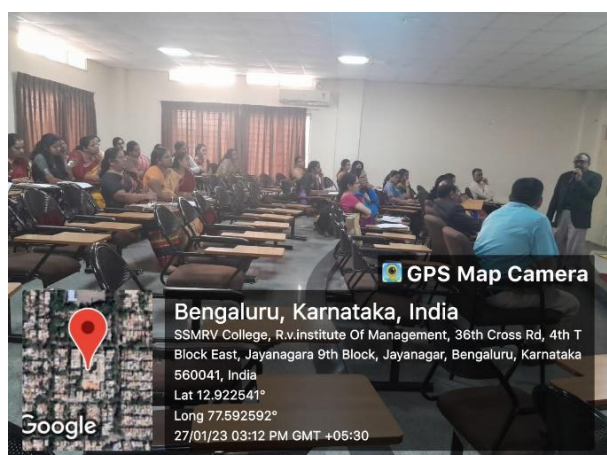 GPS Map Camera
Bengaluru, Karnataka, India
SSMRV College, R.v.institute Of Management, 36th Cross Rd, 4th T
Block East, Jayanagara 9th Block, Jayanagar, Bengaluru, Karnataka
560041, India
Lat 12.922541°
Long 77.592592°
27/01/23 03:12 PM GMT +05:30
Google